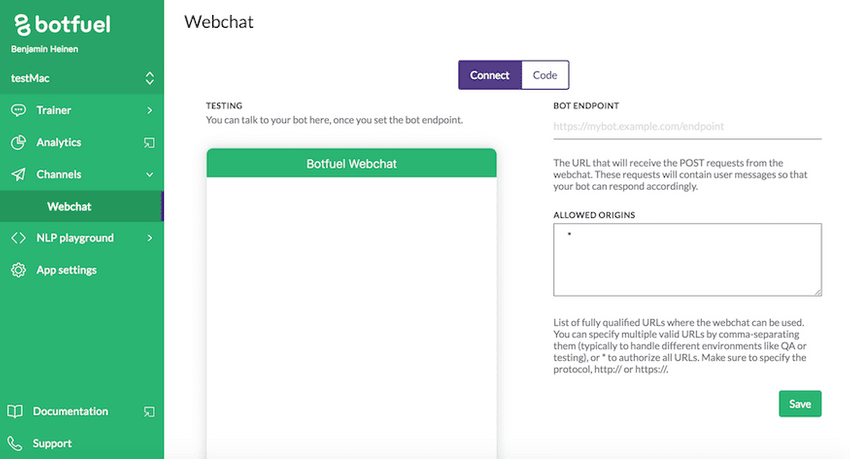 botfuel
Benjamin Heinen
testMac
Trainer
Analytics
Channels
Webchat
NLP playground
App settings
Documentation
Support
Webchat
Connect
Code
TESTING
You can talk to your bot here, once you set the bot endpoint.
Botfuel Webchat
BOT ENDPOINT
https://mybot.example.com/endpoint
The URL that will receive the POST requests from the
webchat. These requests will contain user messages so that
your bot can respond accordingly.
ALLOWED ORIGINS
*
List of fully qualified URLs where the webchat can be used.
You can specify multiple valid URLs by comma-separating
them (typically to handle different environments like QA or
testing), or * to authorize all URLs. Make sure to specify the
protocol, http:// or https://.
Save